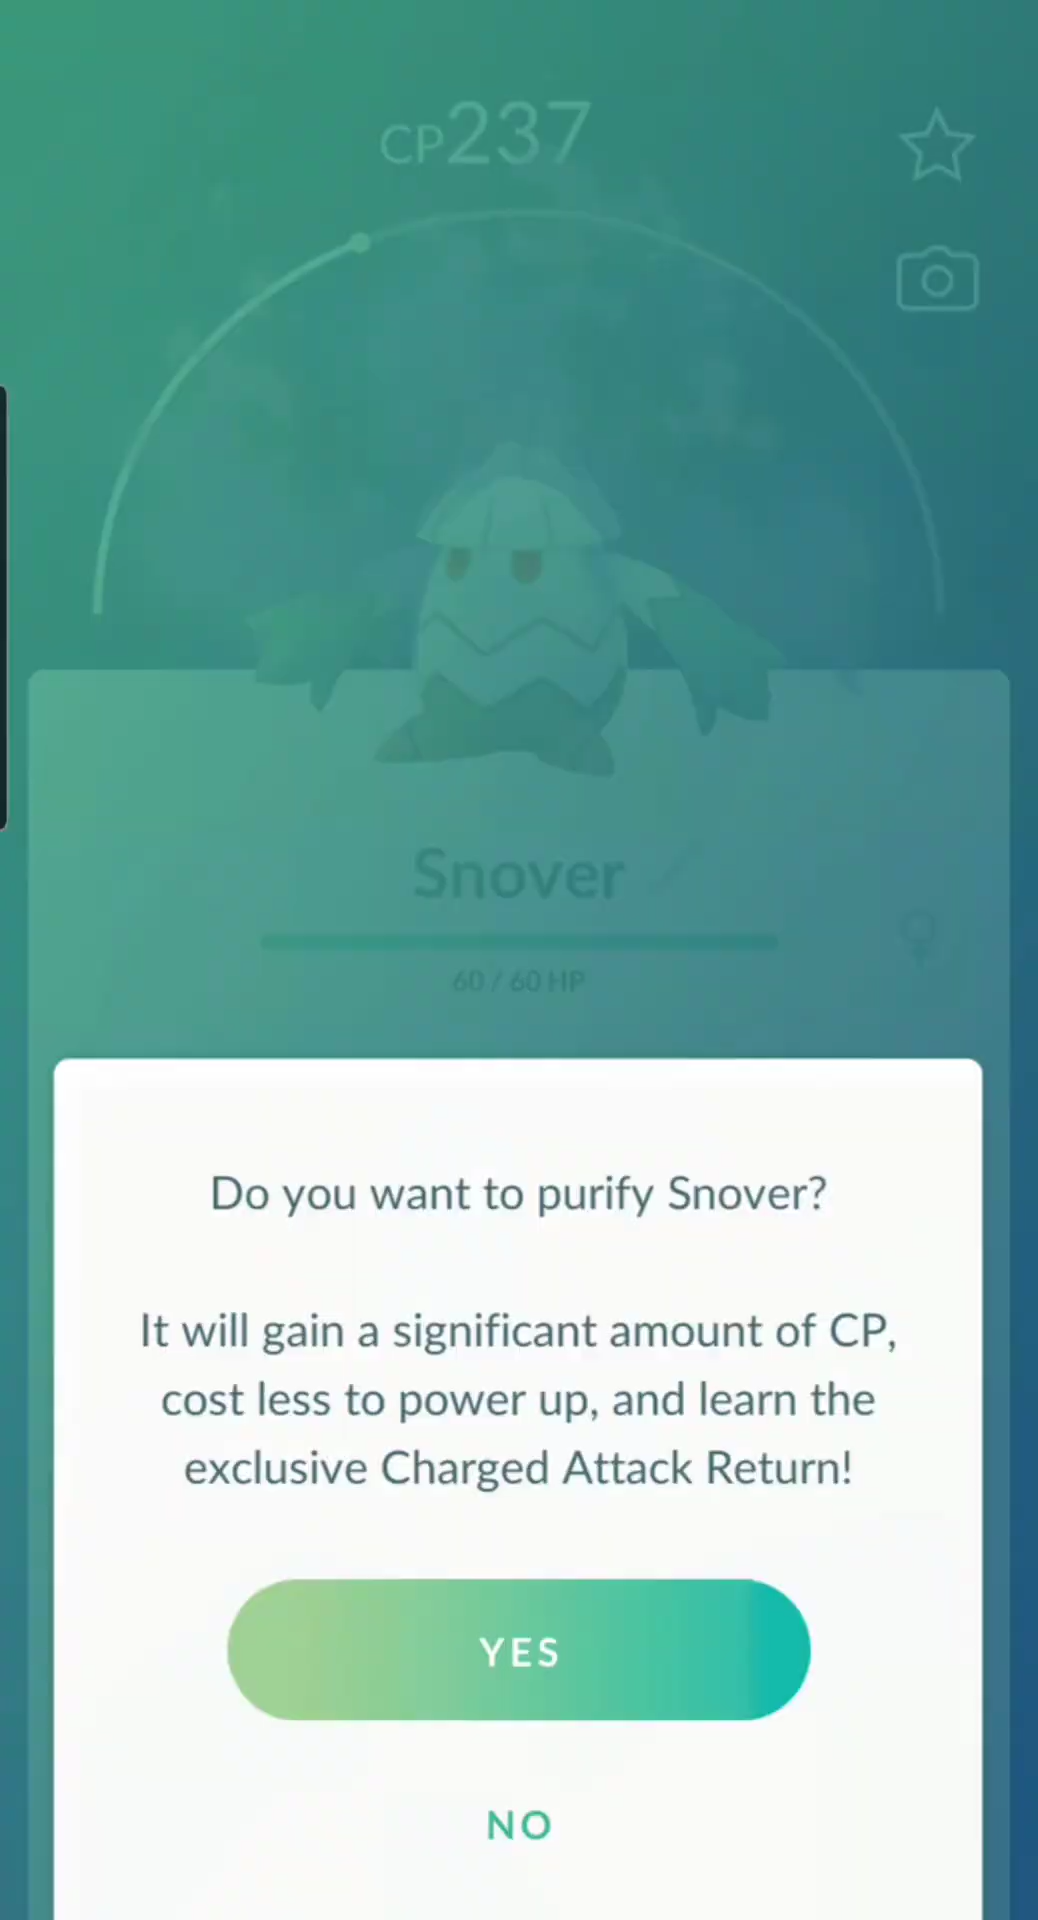 CP237
Snover
60 / 60 HP
Do you want to purify Snover?
It will gain a significant amount of CP,
cost less to power up, and learn the
exclusive Charged Attack Return!
YES
NO